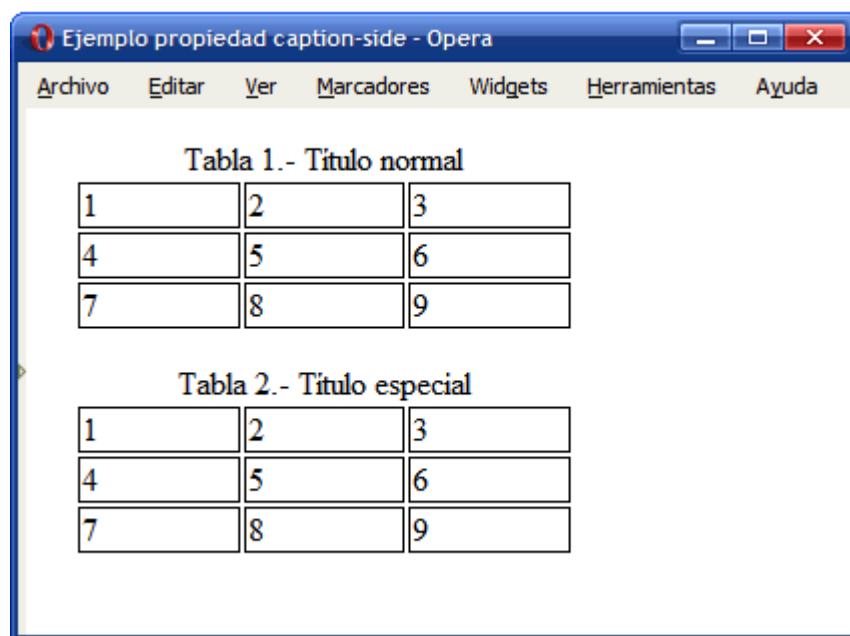 Ejemplo propiedad caption-side - Opera
Archivo Editar Ver Marcadores Widgets Herramientas Ayuda
Tabla 1.- Título normal
1 2 3
4 5 6
7 8 9
Tabla 2.- Título especial
1 2 3
4 5 6
7 8 9